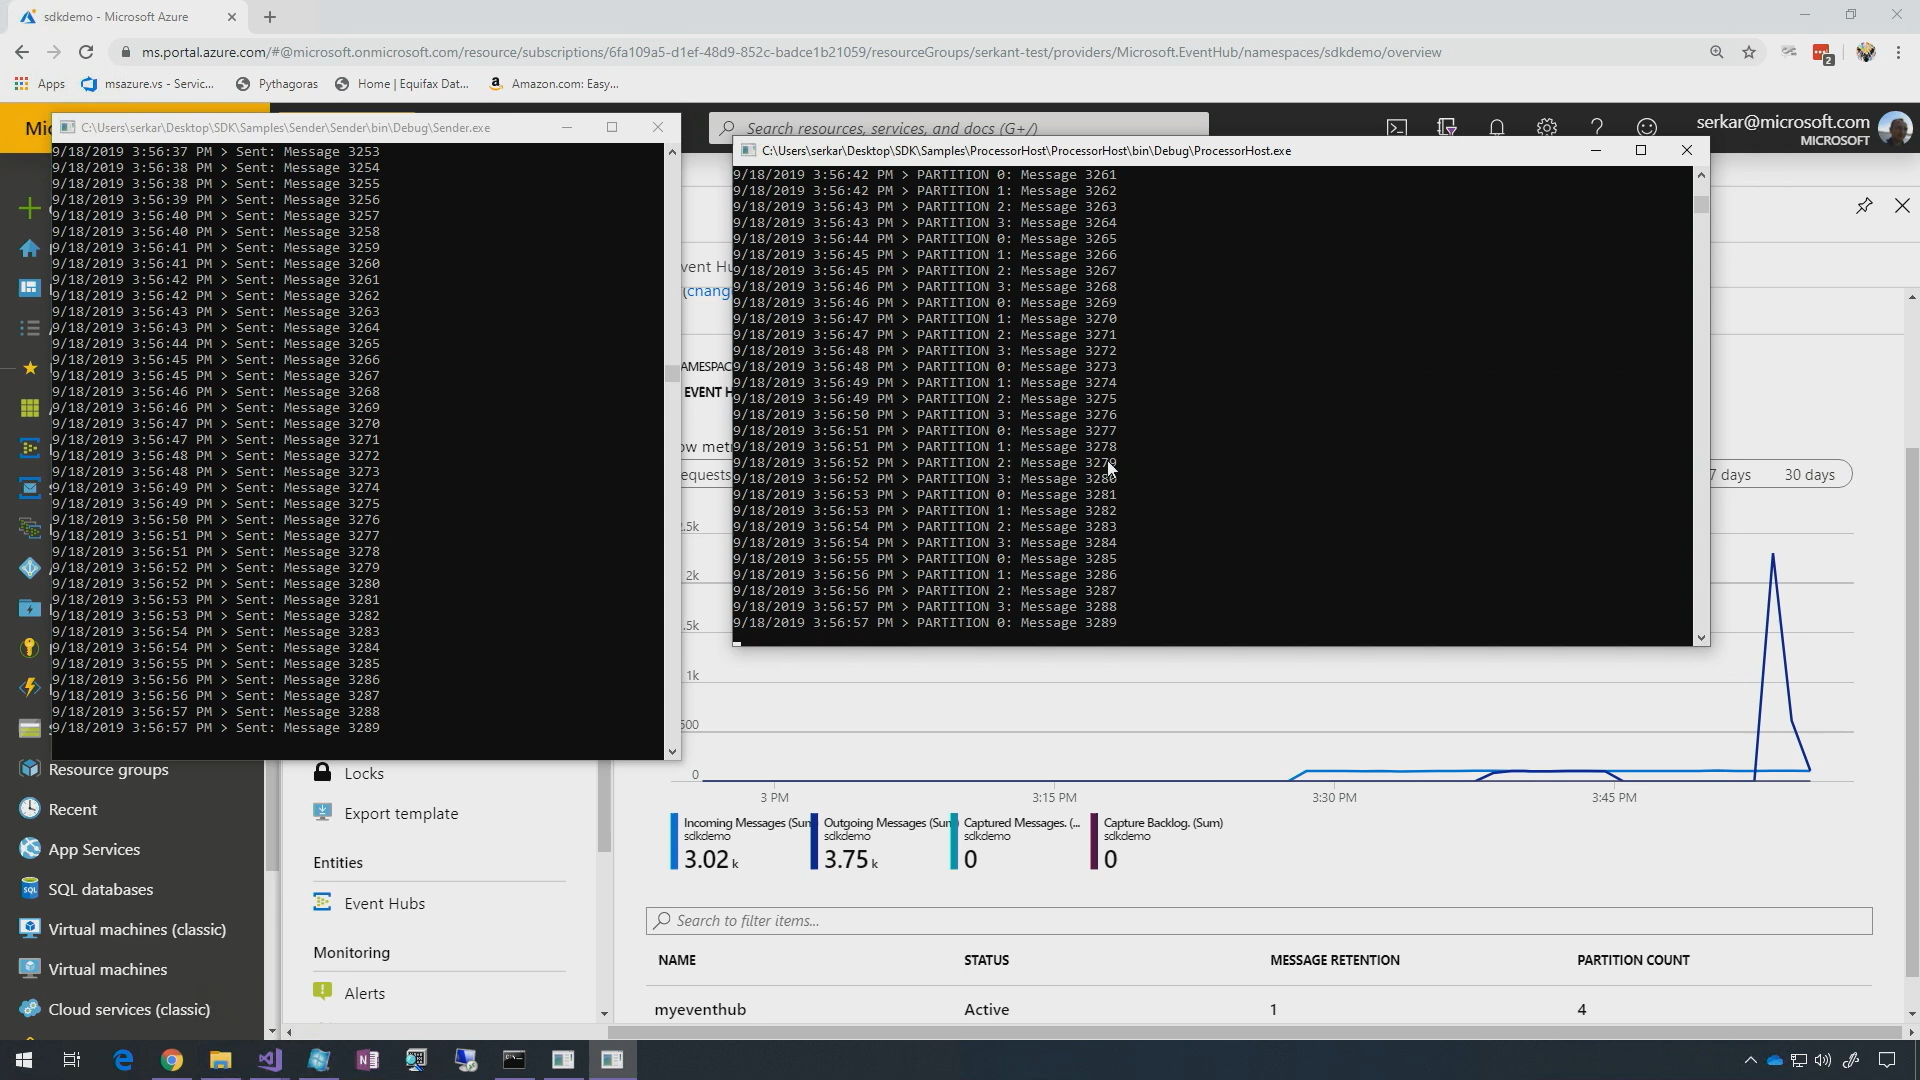 sdkdemo - Microsoft Azure
ms.portal.azure.com/#@microsoft.onmicrosoft.com/resource/subscriptions/6fa109a5-d1ef-48d9-852c-badce1b21059/resourceGroups/serkant-test/providers/Microsoft.EventHub/namespaces/sdkdemo/overview
2
Apps
msazure.vs - Servic...
Pythagoras
Home | Equifax Dat...
Amazon.com: Easy...
Mic
Search resources, services, and docs (G+/)
serkar@microsoft.com
MICROSOFT
C:\Users\serkar\Desktop\SDK\Samples\Sender\Sender\bin\Debug\Sender.exe
9/18/2019 3:56:37 PM > Sent: Message 3253
9/18/2019 3:56:38 PM > Sent: Message 3254
9/18/2019 3:56:38 PM > Sent: Message 3255
9/18/2019 3:56:39 PM > Sent: Message 3256
9/18/2019 3:56:40 PM > Sent: Message 3257
9/18/2019 3:56:40 PM > Sent: Message 3258
9/18/2019 3:56:41 PM > Sent: Message 3259
9/18/2019 3:56:41 PM > Sent: Message 3260
9/18/2019 3:56:42 PM > Sent: Message 3261
9/18/2019 3:56:42 PM > Sent: Message 3262
9/18/2019 3:56:43 PM > Sent: Message 3263
9/18/2019 3:56:43 PM > Sent: Message 3264
9/18/2019 3:56:44 PM > Sent: Message 3265
9/18/2019 3:56:45 PM > Sent: Message 3266
9/18/2019 3:56:45 PM > Sent: Message 3267
9/18/2019 3:56:46 PM > Sent: Message 3268
9/18/2019 3:56:46 PM > Sent: Message 3269
9/18/2019 3:56:47 PM > Sent: Message 3270
9/18/2019 3:56:47 PM > Sent: Message 3271
9/18/2019 3:56:48 PM > Sent: Message 3272
9/18/2019 3:56:48 PM > Sent: Message 3273
9/18/2019 3:56:49 PM > Sent: Message 3274
9/18/2019 3:56:49 PM > Sent: Message 3275
9/18/2019 3:56:50 PM > Sent: Message 3276
9/18/2019 3:56:51 PM > Sent: Message 3277
9/18/2019 3:56:51 PM > Sent: Message 3278
9/18/2019 3:56:52 PM > Sent: Message 3279
9/18/2019 3:56:52 PM > Sent: Message 3280
9/18/2019 3:56:53 PM > Sent: Message 3281
9/18/2019 3:56:53 PM > Sent: Message 3282
9/18/2019 3:56:54 PM > Sent: Message 3283
9/18/2019 3:56:54 PM > Sent: Message 3284
9/18/2019 3:56:55 PM > Sent: Message 3285
9/18/2019 3:56:56 PM > Sent: Message 3286
9/18/2019 3:56:56 PM > Sent: Message 3287
9/18/2019 3:56:57 PM > Sent: Message 3288
9/18/2019 3:56:57 PM > Sent: Message 3289
C:\Users\serkar\Desktop\SDK\Samples\ProcessorHost\ProcessorHost\bin\Debug\ProcessorHost.exe
9/18/2019 3:56:42 PM > PARTITION 0: Message 3261
9/18/2019 3:56:42 PM > PARTITION 1: Message 3262
9/18/2019 3:56:43 PM > PARTITION 2: Message 3263
9/18/2019 3:56:43 PM > PARTITION 3: Message 3264
9/18/2019 3:56:44 PM > PARTITION 0: Message 3265
9/18/2019 3:56:45 PM > PARTITION 1: Message 3266
9/18/2019 3:56:45 PM > PARTITION 2: Message 3267
9/18/2019 3:56:46 PM > PARTITION 3: Message 3268
9/18/2019 3:56:46 PM > PARTITION 0: Message 3269
9/18/2019 3:56:47 PM > PARTITION 1: Message 3270
9/18/2019 3:56:47 PM > PARTITION 2: Message 3271
9/18/2019 3:56:48 PM > PARTITION 3: Message 3272
9/18/2019 3:56:48 PM > PARTITION 0: Message 3273
9/18/2019 3:56:49 PM > PARTITION 1: Message 3274
9/18/2019 3:56:49 PM > PARTITION 2: Message 3275
9/18/2019 3:56:50 PM > PARTITION 3: Message 3276
9/18/2019 3:56:51 PM > PARTITION 0: Message 3277
9/18/2019 3:56:51 PM > PARTITION 1: Message 3278
9/18/2019 3:56:52 PM > PARTITION 2: Message 3279
9/18/2019 3:56:52 PM > PARTITION 3: Message 3280
9/18/2019 3:56:53 PM > PARTITION 0: Message 3281
9/18/2019 3:56:53 PM > PARTITION 1: Message 3282
9/18/2019 3:56:54 PM > PARTITION 2: Message 3283
9/18/2019 3:56:54 PM > PARTITION 3: Message 3284
9/18/2019 3:56:55 PM > PARTITION 0: Message 3285
9/18/2019 3:56:56 PM > PARTITION 1: Message 3286
9/18/2019 3:56:56 PM > PARTITION 2: Message 3287
9/18/2019 3:56:57 PM > PARTITION 3: Message 3288
9/18/2019 3:56:57 PM > PARTITION 0: Message 3289
vent Hu
(chang
AMESPAC
EVENT H
ow metr
equests
7 days
30 days
.5k
2k
.5k
1k
500
0
3 PM
3:15 PM
3:30 PM
3:45 PM
Incoming Messages (Sum
sdkdemo
3.02 k
Outgoing Messages (Sum
sdkdemo
3.75 k
Captured Messages. (...
sdkdemo
0
Capture Backlog. (Sum)
sdkdemo
0
Search to filter items...
NAME
STATUS
MESSAGE RETENTION
PARTITION COUNT
myeventhub
Active
1
4
Locks
Export template
Entities
Event Hubs
Monitoring
Alerts
Resource groups
Recent
App Services
SQL databases
Virtual machines (classic)
Virtual machines
Cloud services (classic)